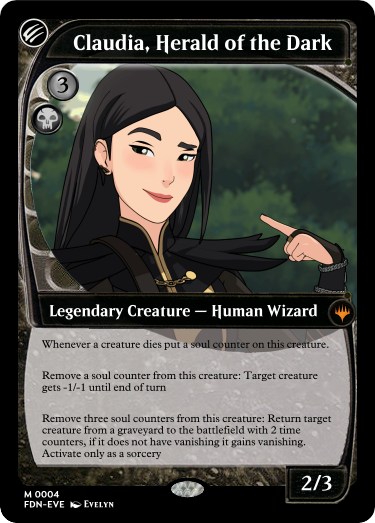 Claudia, Herald of the Dark
3
Legendary Creature — Human Wizard
Whenever a creature dies put a soul counter on this creature.
Remove a soul counter from this creature: Target creature
gets -1/-1 until end of turn
Remove three soul counters from this creature: Return target
creature from a graveyard to the battlefield with 2 time
counters, if it does not have vanishing it gains vanishing.
Activate only as a sorcery
2/3
M 0004
FDN-EVE Evelyn